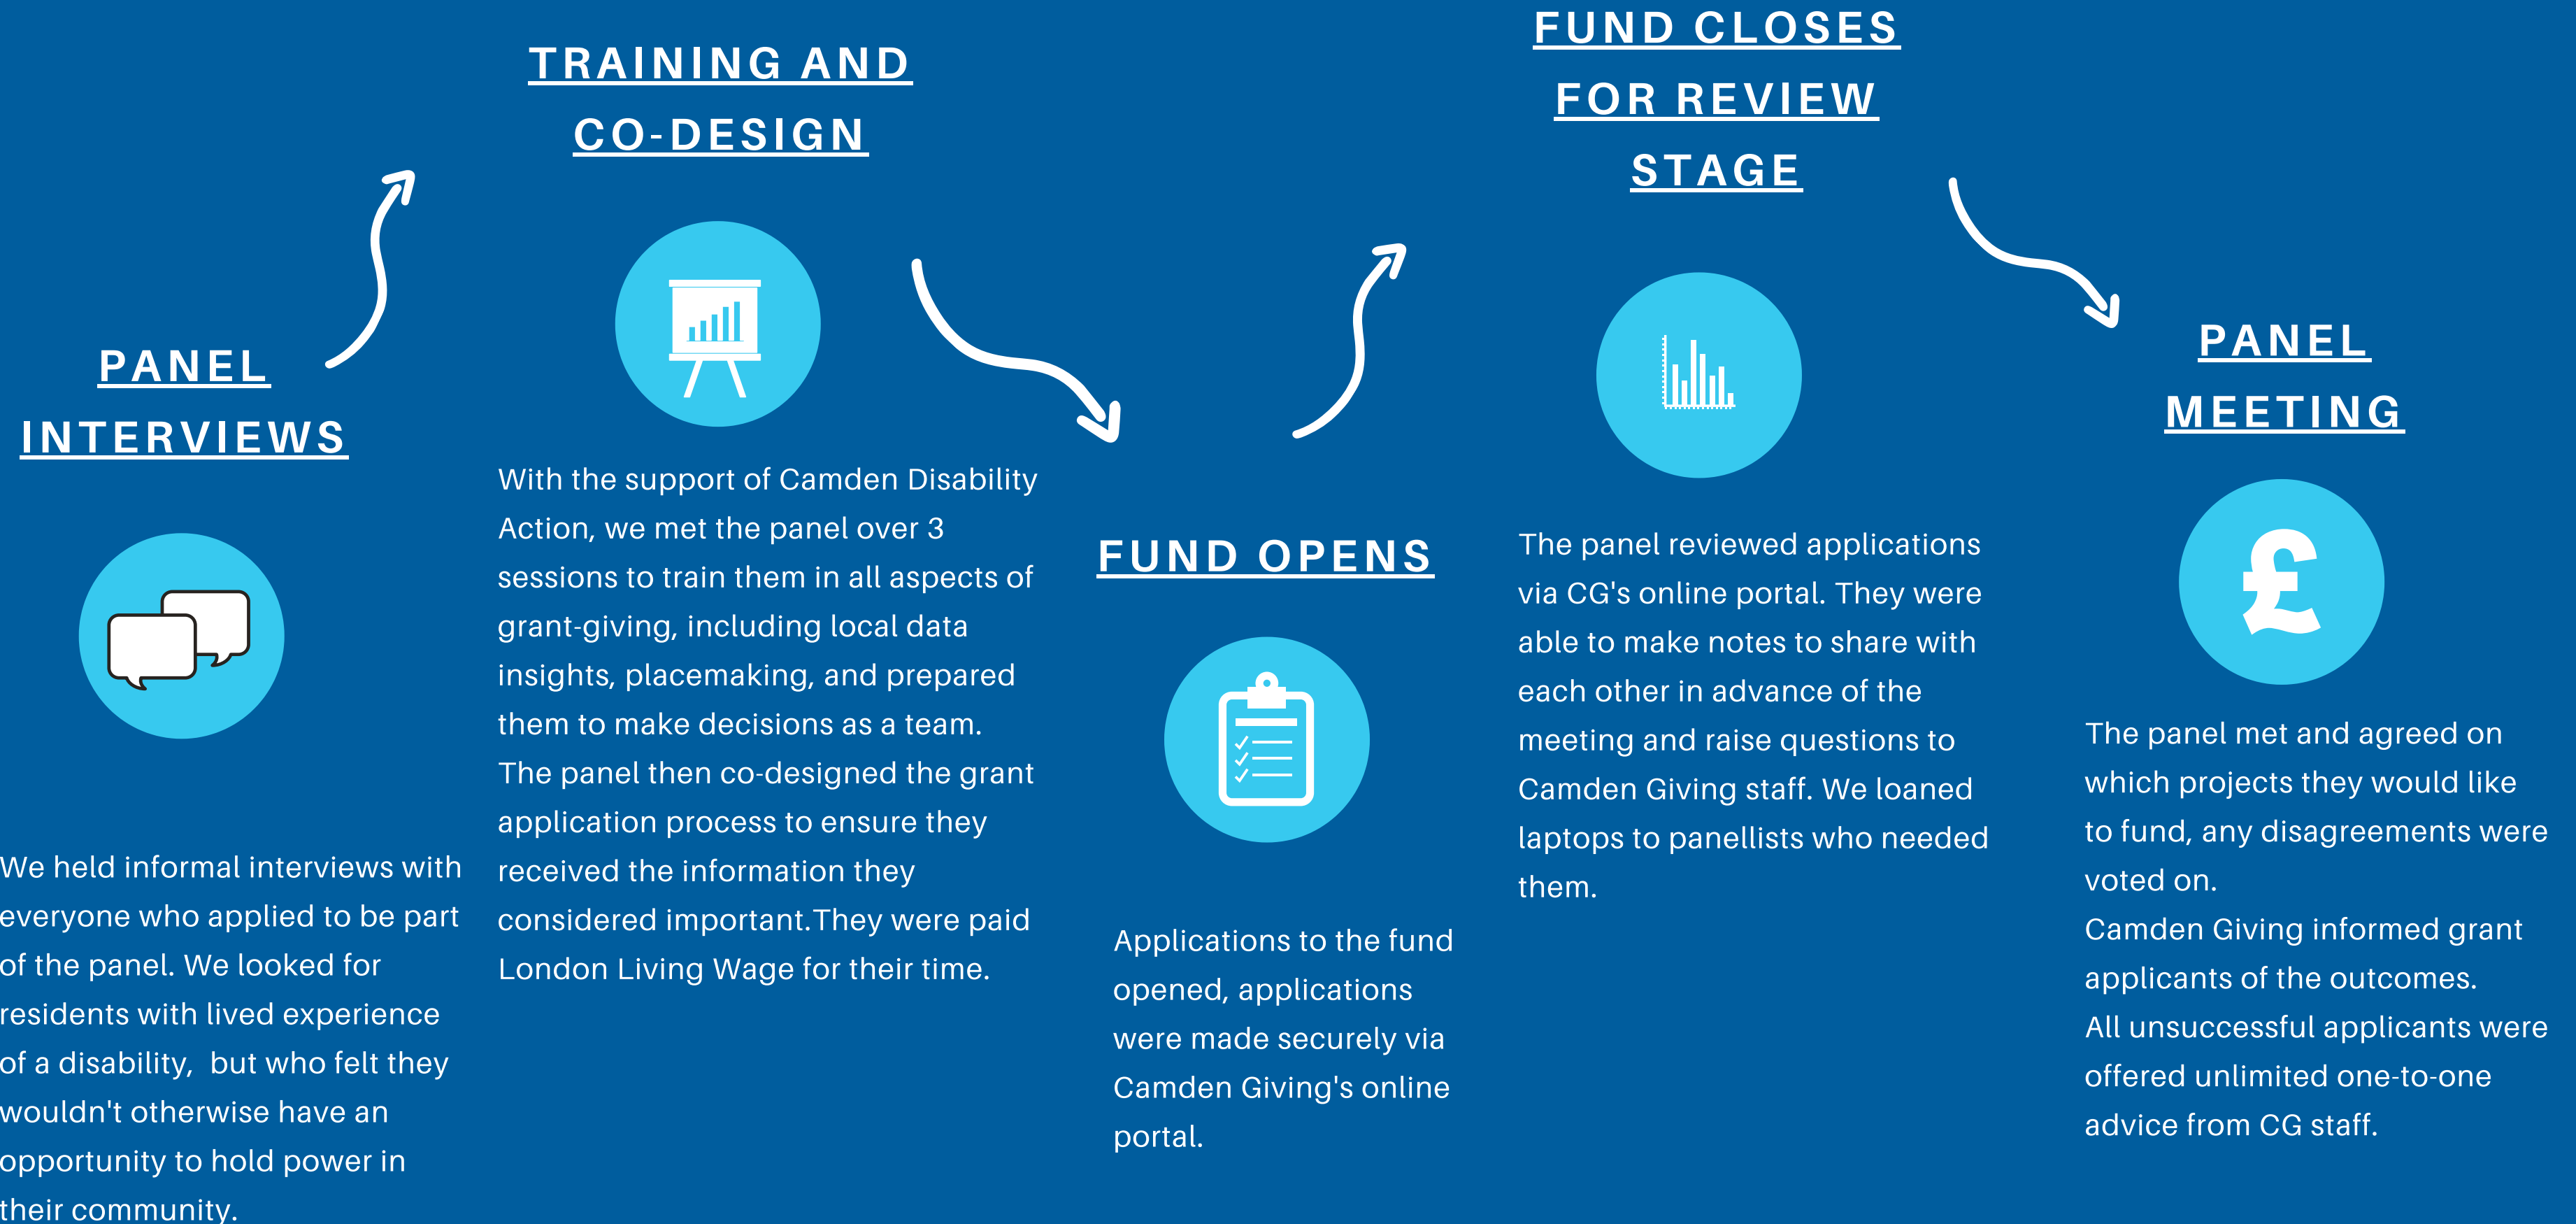 PANEL
INTERVIEWS
We held informal interviews with
everyone who applied to be part
of the panel. We looked for
residents with lived experience
of a disability,  but who felt they
wouldn't otherwise have an
opportunity to hold power in
their community.
TRAINING AND
CO-DESIGN
With the support of Camden Disability
Action, we met the panel over 3
sessions to train them in all aspects of
grant-giving, including local data
insights, placemaking, and prepared
them to make decisions as a team.
The panel then co-designed the grant
application process to ensure they
received the information they
considered important.They were paid
London Living Wage for their time.
FUND OPENS
Applications to the fund
opened, applications
were made securely via
Camden Giving's online
portal.
FUND CLOSES
FOR REVIEW
STAGE
The panel reviewed applications
via CG's online portal. They were
able to make notes to share with
each other in advance of the
meeting and raise questions to
Camden Giving staff. We loaned
laptops to panellists who needed
them.
PANEL
MEETING
£
The panel met and agreed on
which projects they would like
to fund, any disagreements were
voted on.
Camden Giving informed grant
applicants of the outcomes.
All unsuccessful applicants were
offered unlimited one-to-one
advice from CG staff.